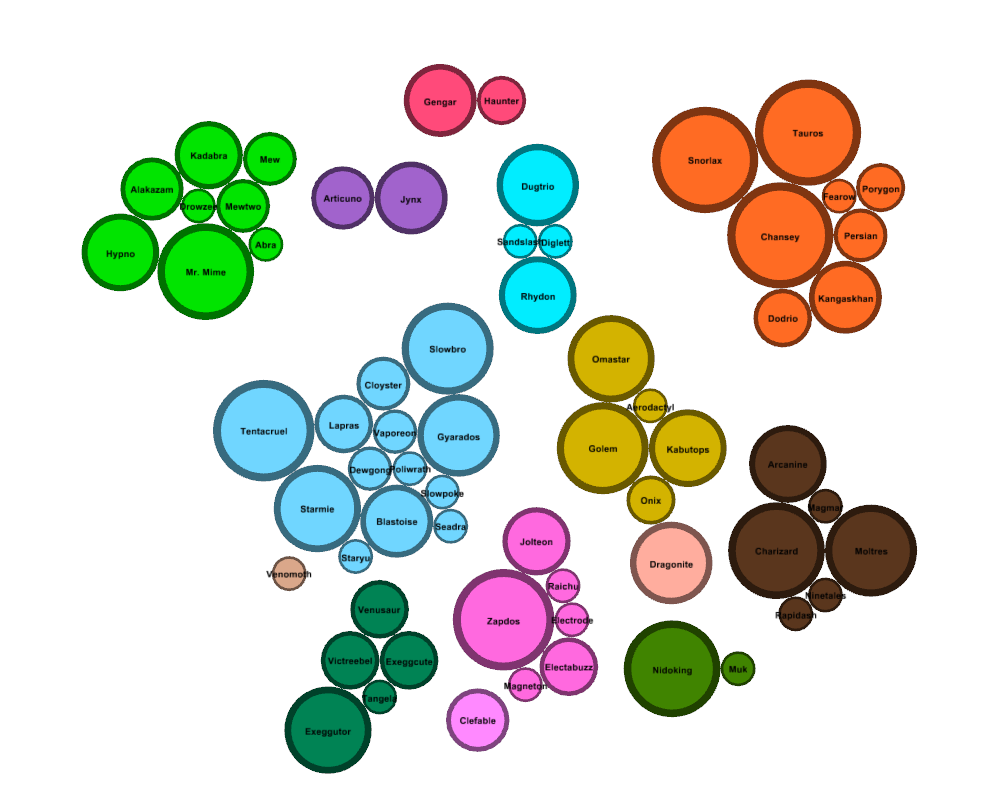 Gengar
Haunter
Kadabra
Mew
Alakazam
Drowzee
Mewtwo
Hypno
Mr. Mime
Abra
Articuno
Jynx
Dugtrio
Sandslash
Diglett
Rhydon
Snorlax
Tauros
Fearow
Porygon
Chansey
Persian
Kangaskhan
Dodrio
Slowbro
Cloyster
Tentacruel
Lapras
Vaporeon
Gyarados
Dewgong
Poliwrath
Slowpoke
Starmie
Blastoise
Seadra
Staryu
Venomoth
Omastar
Aerodactyl
Golem
Kabutops
Onix
Dragonite
Arcanine
Magmar
Charizard
Moltres
Ninetales
Rapidash
Jolteon
Raichu
Zapdos
Electrode
Electabuzz
Magneton
Clefable
Nidoking
Muk
Venusaur
Victreebel
Exeggcute
Tangela
Exeggutor